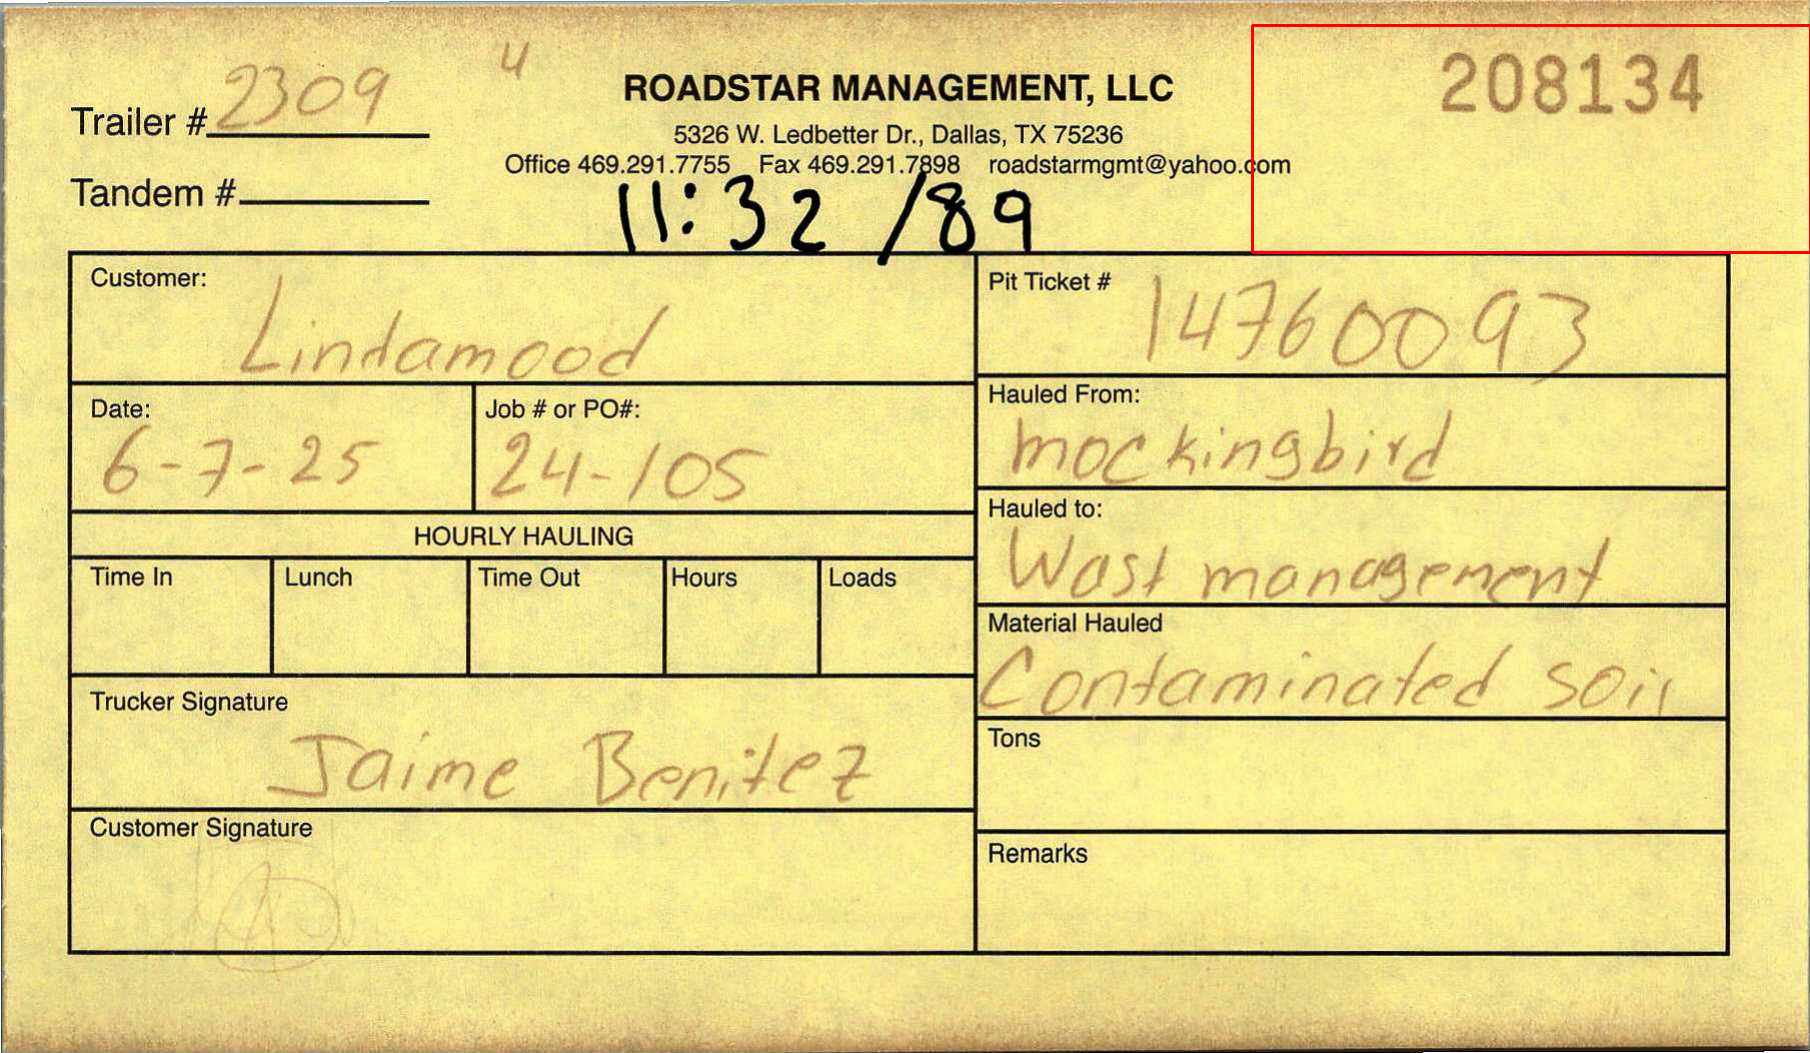 2309 4
Trailer #
ROADSTAR MANAGEMENT, LLC
208134
5326 W. Ledbetter Dr., Dallas, TX 75236
Office 469.291.7755 Fax 469.291.7898 roadstarmgmt@yahoo.com
Tandem #
11:32 /89
Customer:
Lindamood
Pit Ticket #
14760093
Date:
6-7-25
Job # or PO#:
24-105
Hauled From:
mockingbird
Hauled to:
Wast management
HOURLY HAULING
Time In Lunch Time Out Hours Loads
Material Hauled
Contaminated soil
Trucker Signature
Jaime Benitez
Tons
Customer Signature
Remarks